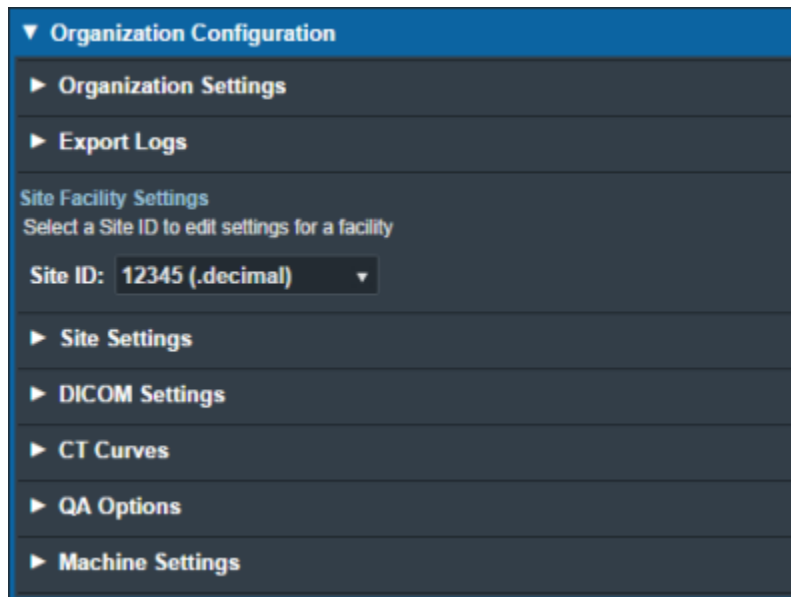 Organization Configuration
Organization Settings
Export Logs
Site Facility Settings
Select a Site ID to edit settings for a facility
Site ID: 12345 (.decimal)
Site Settings
DICOM Settings
CT Curves
QA Options
Machine Settings